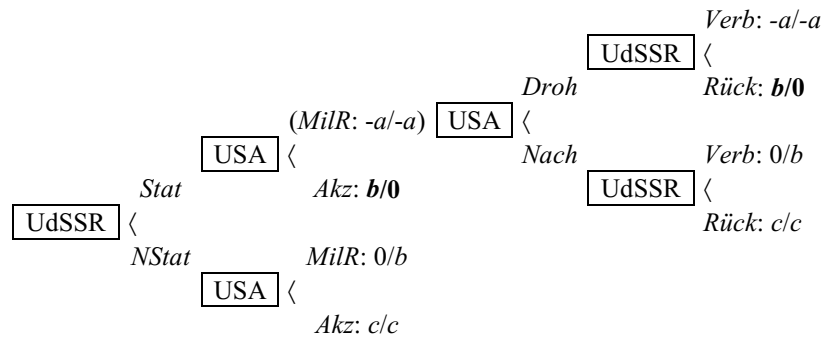 Verb: -a/-a
UdSSR 〈
Droh Rück: b/0
(MilR: -a/-a) USA 〈
USA 〈 Nach Verb: 0/b
Stat Akz: b/0 UdSSR 〈
UdSSR 〈 Rück: c/c
NStat MilR: 0/b
USA 〈
Akz: c/c